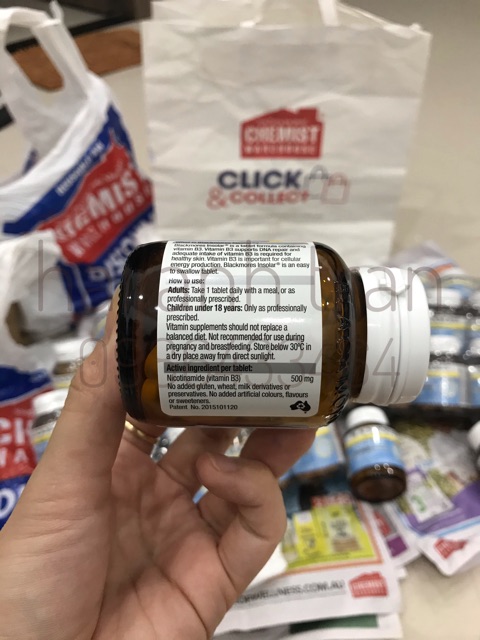 CHEMIST
WAREHOUSE
CLICK
& COLLECT
Blackmores Insolar® is a tablet formula containing
vitamin B3. Vitamin B3 supports DNA repair and
adequate intake of vitamin B3 is required for
healthy skin. Vitamin B3 is important for cellular
energy production. Blackmores Insolar® is an easy
to swallow tablet.
HOW to use:
Adults: Take 1 tablet daily with a meal, or as
professionally prescribed.
Children under 18 years: Only as professionally
prescribed.
Vitamin supplements should not replace a
balanced diet. Not recommended for use during
pregnancy and breastfeeding. Store below 30°C in
a dry place away from direct sunlight.
Active ingredient per tablet:
Nicotinamide (vitamin B3) 500 mg
No added gluten, wheat, milk derivatives or
preservatives. No added artificial colours, flavours
or sweeteners.
Patent No. 2015101120
CHEMIST